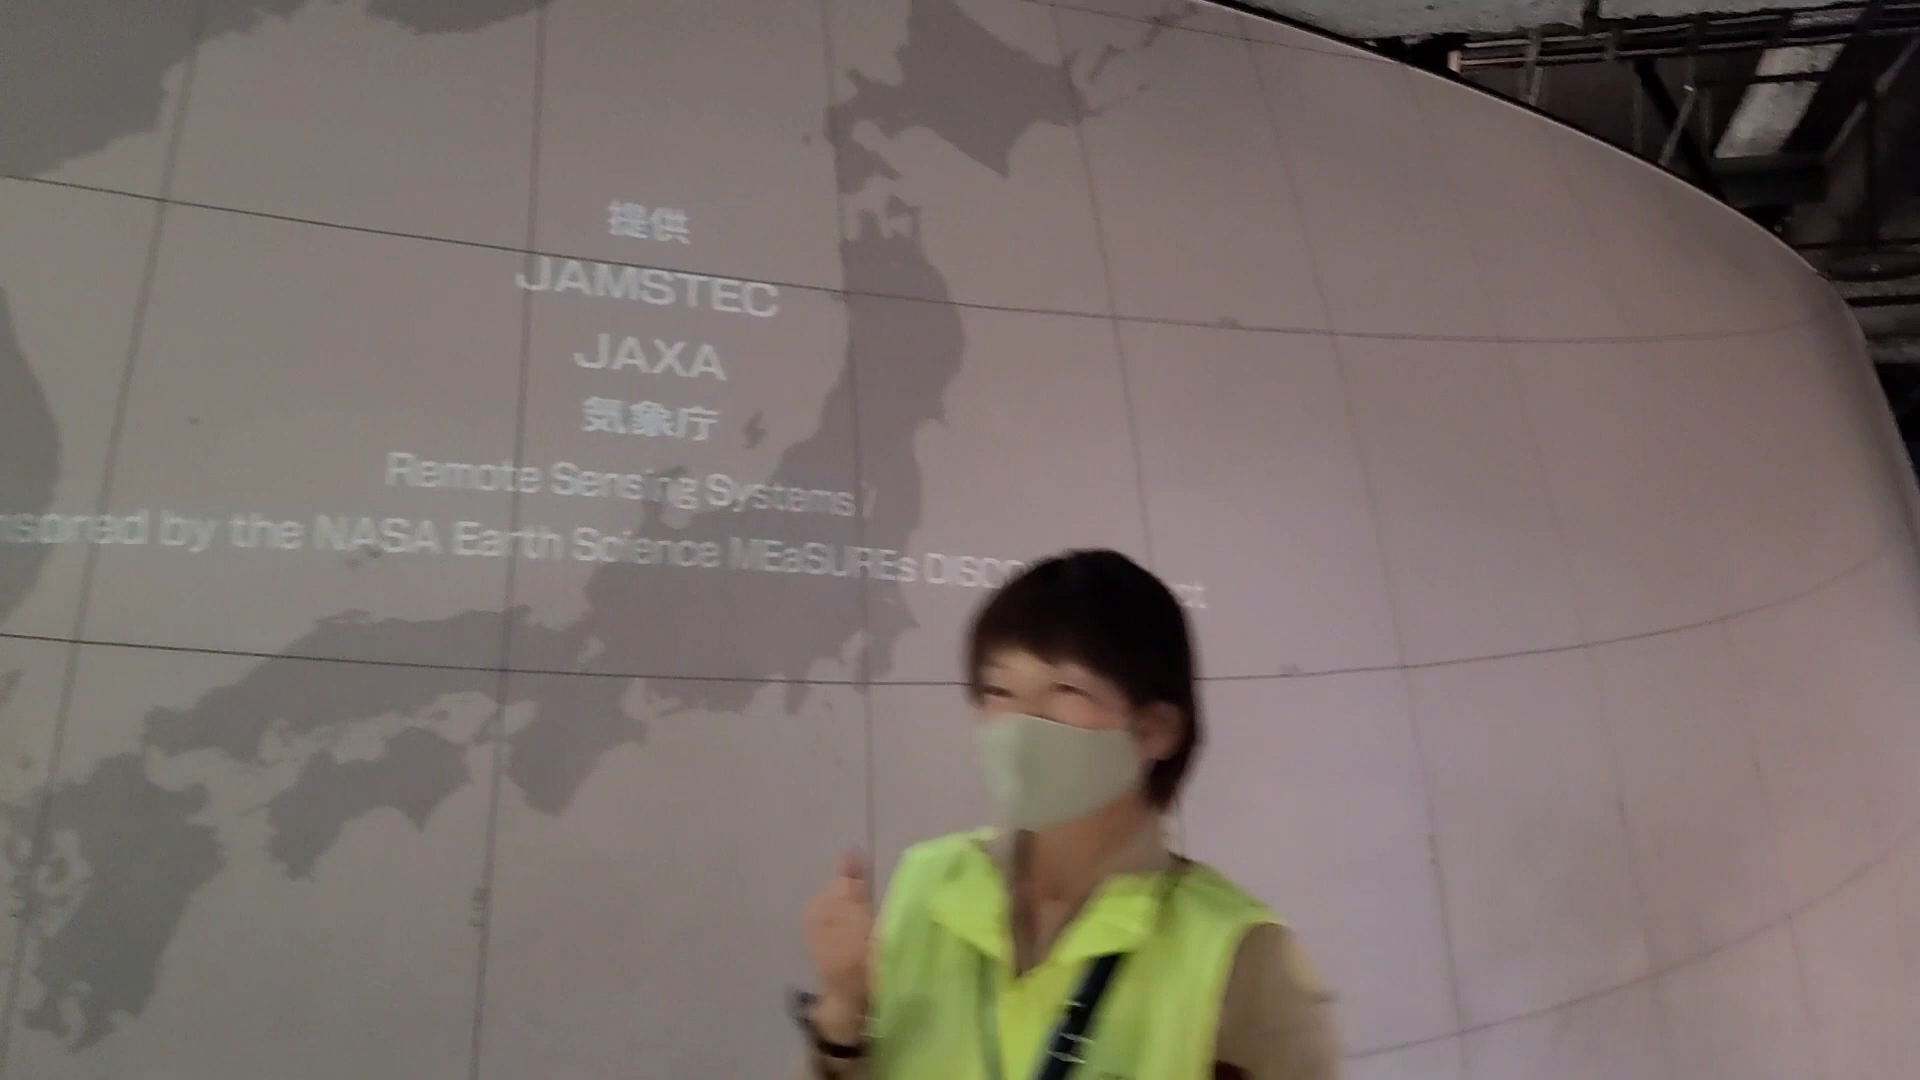 提供
JAMSTEC
JAXA
気象庁
Remote Sensing Systems /
by the NASA Earth Science MEaSUREs